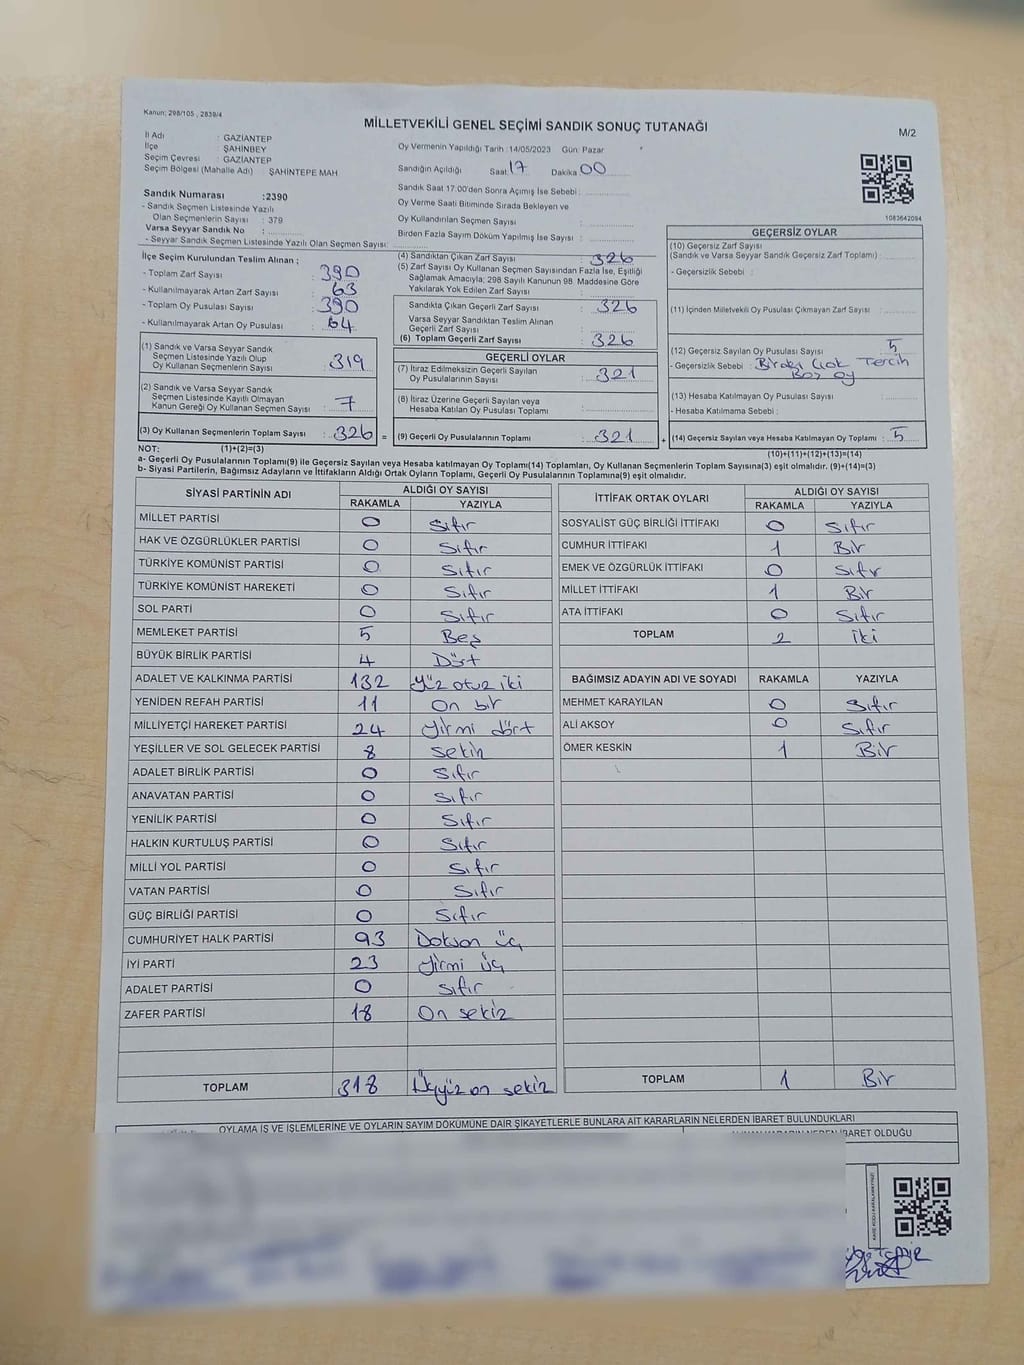 Kanun: 298/105 , 2839/4
MİLLETVEKİLİ GENEL SEÇİMİ SANDIK SONUÇ TUTANAĞI
M/2
İl Adı : GAZİANTEP
İlçe : ŞAHİNBEY
Seçim Çevresi : GAZİANTEP
Seçim Bölgesi (Mahalle Adı) ŞAHİNTEPE MAH
Oy Vermenin Yapıldığı Tarih :14/05/2023 Gün: Pazar
Sandığın Açıldığı Saat 17 Dakika 00
Sandık Saat 17:00'den Sonra Açımış İse Sebebi :
Oy Verme Saati Bitiminde Sırada Bekleyen ve
Oy Kullandırılan Seçmen Sayısı :
Birden Fazla Sayım Döküm Yapılmış İse Sayısı :
1083642094
Sandık Numarası :2390
- Sandık Seçmen Listesinde Yazılı
Olan Seçmenlerin Sayısı : 379
Varsa Seyyar Sandık No :
- Seyyar Sandık Seçmen Listesinde Yazılı Olan Seçmen Sayısı:
İlçe Seçim Kurulundan Teslim Alınan ;
- Toplam Zarf Sayısı : 390
- Kullanılmayarak Artan Zarf Sayısı : 63
- Toplam Oy Pusulası Sayısı : 390
- Kullanılmayarak Artan Oy Pusulası : 64
(1) Sandık ve Varsa Seyyar Sandık
Seçmen Listesinde Yazılı Olup
Oy Kullanan Seçmenlerin Sayısı : 319
(2) Sandık ve Varsa Seyyar Sandık
Seçmen Listesinde Kayıtlı Olmayan
Kanun Gereği Oy Kullanan Seçmen Sayısı : 7
(3) Oy Kullanan Seçmenlerin Toplam Sayısı : 326 =
(4) Sandıktan Çıkan Zarf Sayısı : 326
(5) Zarf Sayısı Oy Kullanan Seçmen Sayısından Fazla İse, Eşitliği
Sağlamak Amacıyla; 298 Sayılı Kanunun 98. Maddesine Göre
Yakılarak Yok Edilen Zarf Sayısı :
Sandıkta Çıkan Geçerli Zarf Sayısı : 326
Varsa Seyyar Sandıktan Teslim Alınan
Geçerli Zarf Sayısı :
(6) Toplam Geçerli Zarf Sayısı : 326
GEÇERLİ OYLAR
(7) İtiraz Edilmeksizin Geçerli Sayılan
Oy Pusulalarının Sayısı : 321
(8) İtiraz Üzerine Geçerli Sayılan veya
Hesaba Katılan Oy Pusulası Toplamı :
(9) Geçerli Oy Pusulalarının Toplamı : 321 +
GEÇERSİZ OYLAR
(10) Geçersiz Zarf Sayısı
(Sandık ve Varsa Seyyar Sandık Geçersiz Zarf Toplamı) :
- Geçersizlik Sebebi :
(11) İçinden Milletvekili Oy Pusulası Çıkmayan Zarf Sayısı :
(12) Geçersiz Sayılan Oy Pusulası Sayısı : 5
- Geçersizlik Sebebi : Birden Çok Tercih
Boş Oy
(13) Hesaba Katılmayan Oy Pusulası Sayısı :
- Hesaba Katılmama Sebebi :
(14) Geçersiz Sayılan veya Hesaba Katılmayan Oy Toplamı : 5
NOT: (1)+(2)=(3)
(10)+(11)+(12)+(13)=(14)
a- Geçerli Oy Pusulalarının Toplamı(9) ile Geçersiz Sayılan veya Hesaba katılmayan Oy Toplamı(14) Toplamları, Oy Kullanan Seçmenlerin Toplam Sayısına(3) eşit olmalıdır. (9)+(14)=(3)
b- Siyasi Partilerin, Bağımsız Adayların ve İttifakların Aldığı Ortak Oyların Toplamı, Geçerli Oy Pusulalarının Toplamına(9) eşit olmalıdır.
SİYASİ PARTİNİN ADI ALDIĞI OY SAYISI
RAKAMLA YAZIYLA
MİLLET PARTİSİ 0 Sıfır
HAK VE ÖZGÜRLÜKLER PARTİSİ 0 Sıfır
TÜRKİYE KOMÜNİST PARTİSİ 0 Sıfır
TÜRKİYE KOMÜNİST HAREKETİ 0 Sıfır
SOL PARTİ 0 Sıfır
MEMLEKET PARTİSİ 5 Beş
BÜYÜK BİRLİK PARTİSİ 4 Dört
ADALET VE KALKINMA PARTİSİ 132 Yüz otuz iki
YENİDEN REFAH PARTİSİ 11 On bir
MİLLİYETÇİ HAREKET PARTİSİ 24 Yirmi dört
YEŞİLLER VE SOL GELECEK PARTİSİ 8 sekiz
ADALET BİRLİK PARTİSİ 0 Sıfır
ANAVATAN PARTİSİ 0 Sıfır
YENİLİK PARTİSİ 0 Sıfır
HALKIN KURTULUŞ PARTİSİ 0 Sıfır
MİLLİ YOL PARTİSİ 0 Sıfır
VATAN PARTİSİ 0 Sıfır
GÜÇ BİRLİĞİ PARTİSİ 0 Sıfır
CUMHURİYET HALK PARTİSİ 93 Doksan üç
İYİ PARTİ 23 Yirmi üç
ADALET PARTİSİ 0 Sıfır
ZAFER PARTİSİ 18 On sekiz
TOPLAM 318 Üçyüz on sekiz
İTTİFAK ORTAK OYLARI ALDIĞI OY SAYISI
RAKAMLA YAZIYLA
SOSYALİST GÜÇ BİRLİĞİ İTTİFAKI 0 Sıfır
CUMHUR İTTİFAKI 1 Bir
EMEK VE ÖZGÜRLÜK İTTİFAKI 0 Sıfır
MİLLET İTTİFAKI 1 Bir
ATA İTTİFAKI 0 Sıfır
TOPLAM 2 İki
BAĞIMSIZ ADAYIN ADI VE SOYADI RAKAMLA YAZIYLA
MEHMET KARAYILAN 0 Sıfır
ALİ AKSOY 0 Sıfır
ÖMER KESKİN 1 Bir
TOPLAM 1 Bir
OYLAMA İŞ VE İŞLEMLERİNE VE OYLARIN SAYIM DÖKÜMÜNE DAİR ŞİKAYETLERLE BUNLARA AİT KARARLARIN NELERDEN İBARET BULUNDUKLARI
İBARET OLDUĞU
KARE KODU KARALAMAYINIZ!